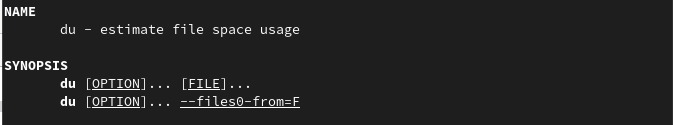 NAME
du - estimate file space usage
SYNOPSIS
du [OPTION]... [FILE]...
du [OPTION]... --files0-from=F